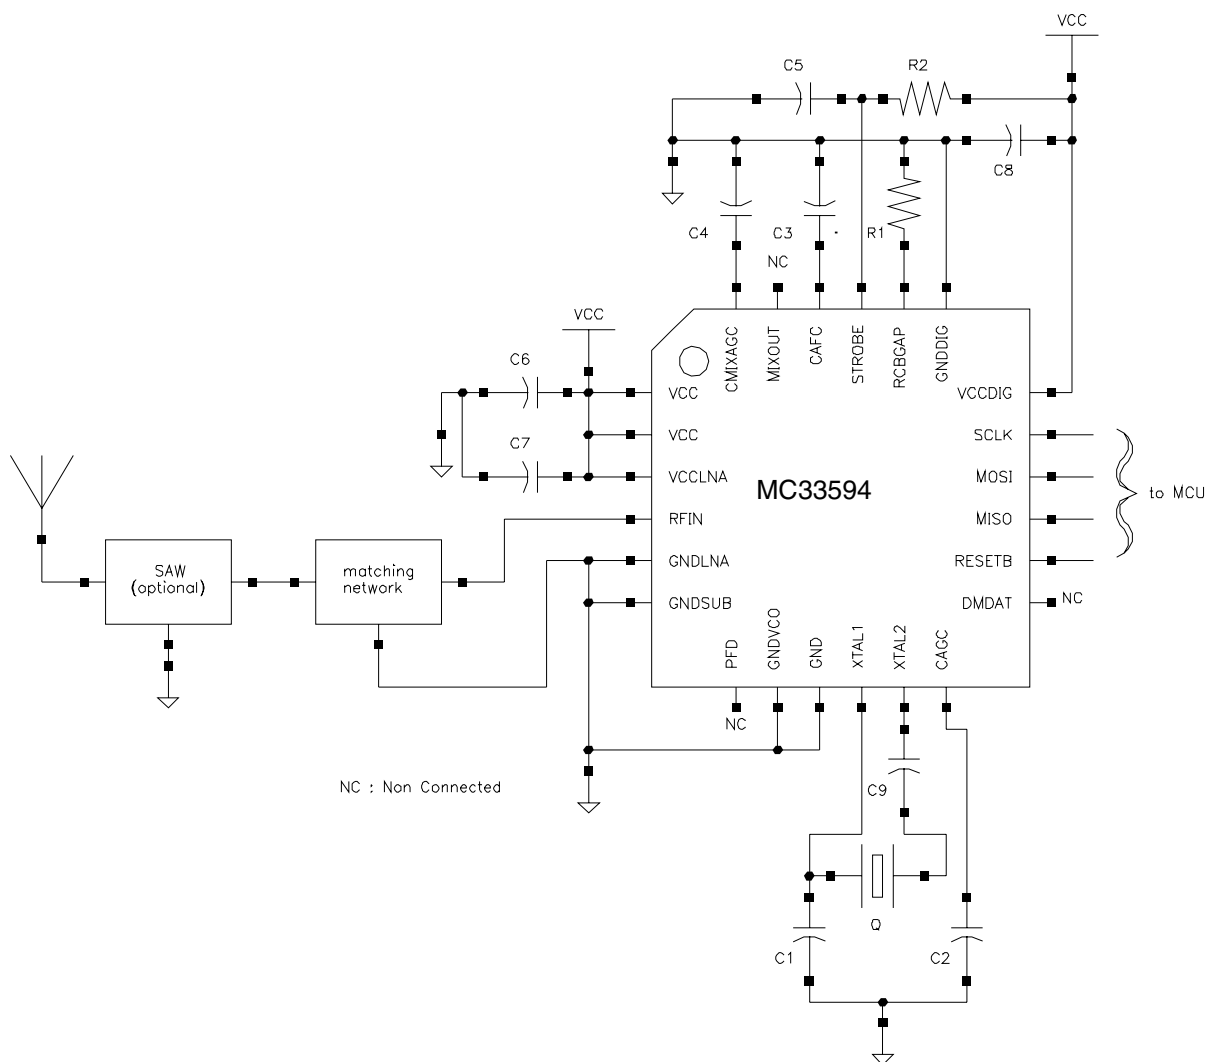 VCC
C5
R2
C8
C4
C3
R1
NC
VCC
C6
C7
CMIXAGC
MIXOUT
CAFC
STROBE
RCBGAP
GNDDIG
VCC
VCC
VCCLNA
RFIN
GNDLNA
GNDSUB
VCCDIG
SCLK
MOSI
MISO
RESETB
DMDAT
NC
MC33594
to MCU
SAW
(optional)
matching
network
PFD
GNDVCO
GND
XTAL1
XTAL2
CAGC
NC
NC : Non Connected
C9
Q
C1
C2